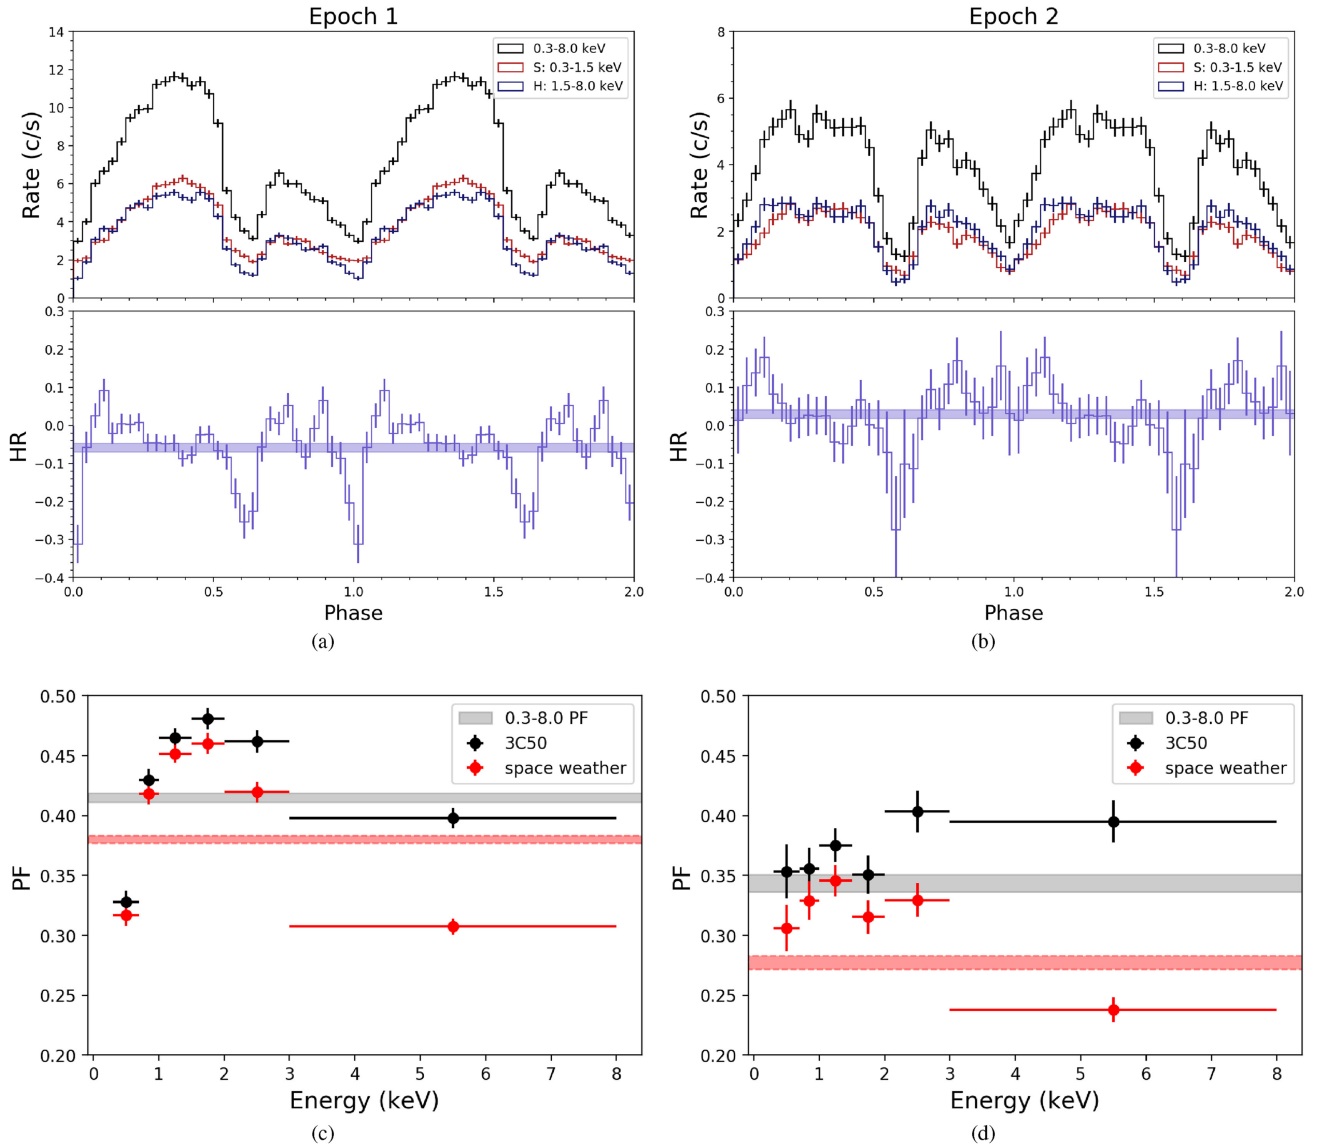 Epoch 1
Epoch 2
14
12
10
8
6
4
2
0
Rate (c/s)
0.3-8.0 keV
S: 0.3-1.5 keV
H: 1.5-8.0 keV
8
6
4
2
0
Rate (c/s)
0.3-8.0 keV
S: 0.3-1.5 keV
H: 1.5-8.0 keV
0.3
0.2
0.1
0.0
−0.1
−0.2
−0.3
−0.4
HR
0.0
0.5
1.0
1.5
2.0
Phase
(a)
0.3
0.2
0.1
0.0
−0.1
−0.2
−0.3
−0.4
HR
0.0
0.5
1.0
1.5
2.0
Phase
(b)
0.50
0.45
0.40
0.35
0.30
0.25
0.20
PF
0.3-8.0 PF
3C50
space weather
0 1 2 3 4 5 6 7 8
Energy (keV)
(c)
0.50
0.45
0.40
0.35
0.30
0.25
0.20
PF
0.3-8.0 PF
3C50
space weather
0 1 2 3 4 5 6 7 8
Energy (keV)
(d)